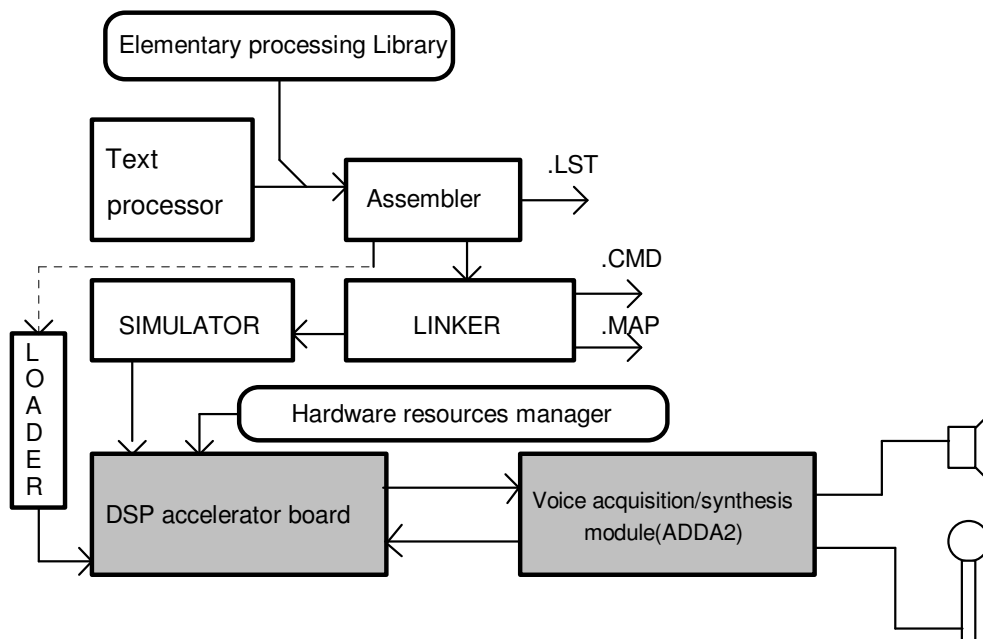 Elementary processing Library
Text
processor
Assembler
.LST
.CMD
SIMULATOR
LINKER
.MAP
LOADER
Hardware resources manager
DSP accelerator board
Voice acquisition/synthesis
module(ADDA2)